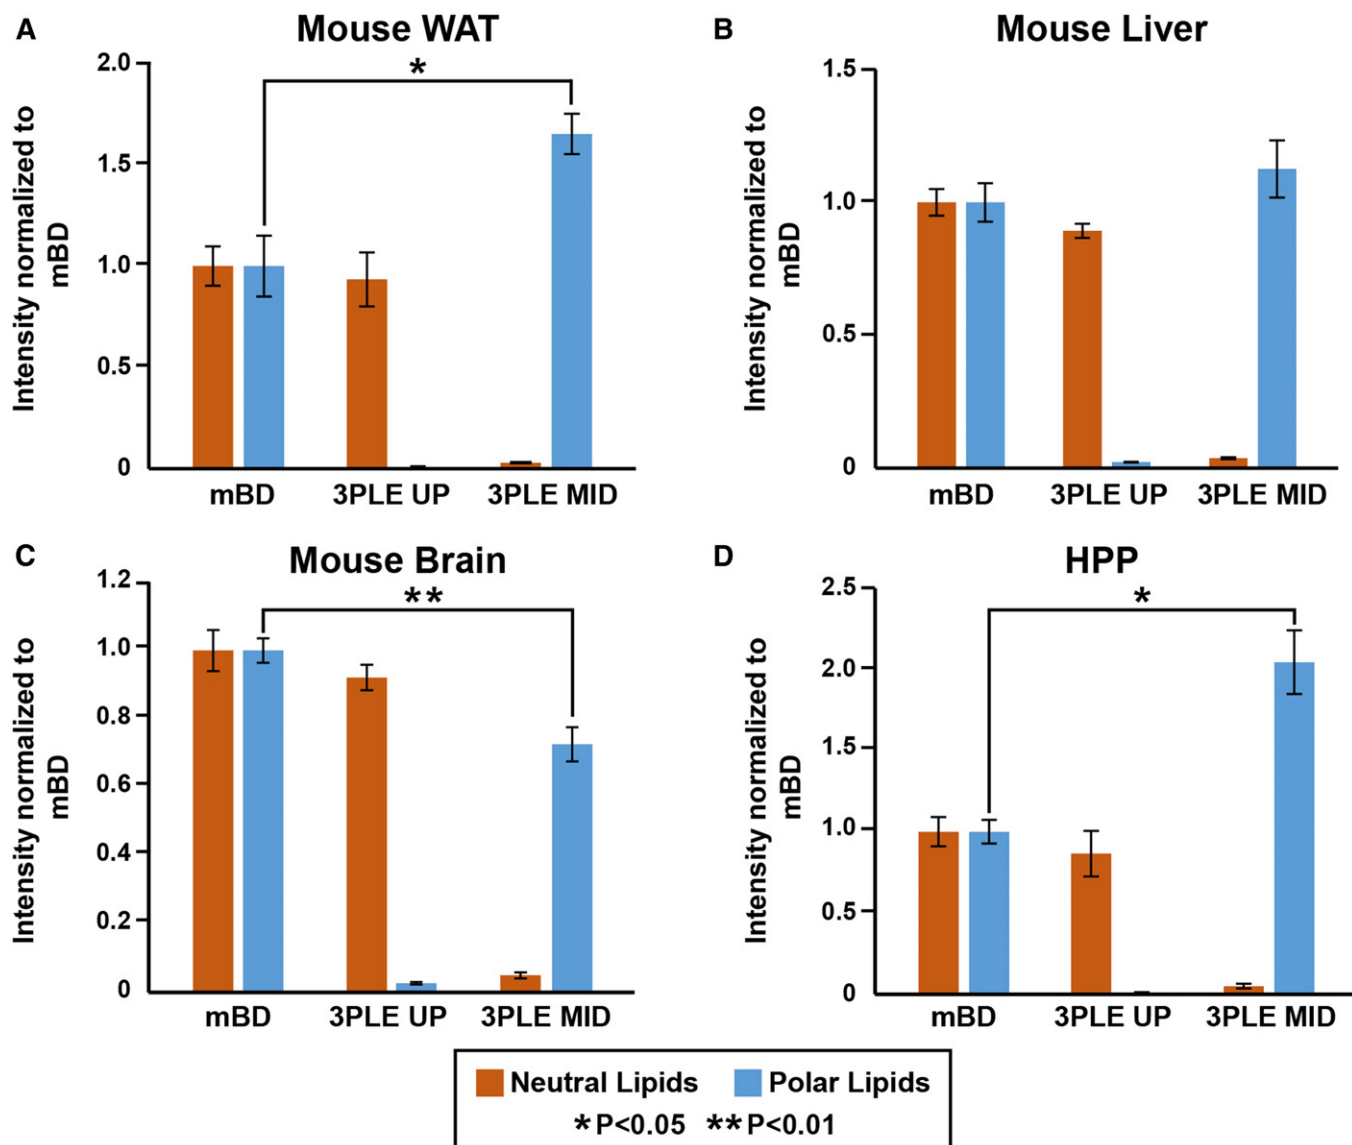 A
Mouse WAT
Intensity normalized to
mBD
2.0
1.5
1.0
0.5
0
*
mBD 3PLE UP 3PLE MID
B
Mouse Liver
Intensity normalized to
mBD
1.5
1.0
0.5
0
mBD 3PLE UP 3PLE MID
C
Mouse Brain
Intensity normalized to
mBD
1.2
1.0
0.8
0.6
0.4
0.2
0
**
mBD 3PLE UP 3PLE MID
D
HPP
Intensity normalized to
mBD
2.5
2.0
1.5
1.0
0.5
0
*
mBD 3PLE UP 3PLE MID
Neutral Lipids Polar Lipids
*P<0.05 **P<0.01